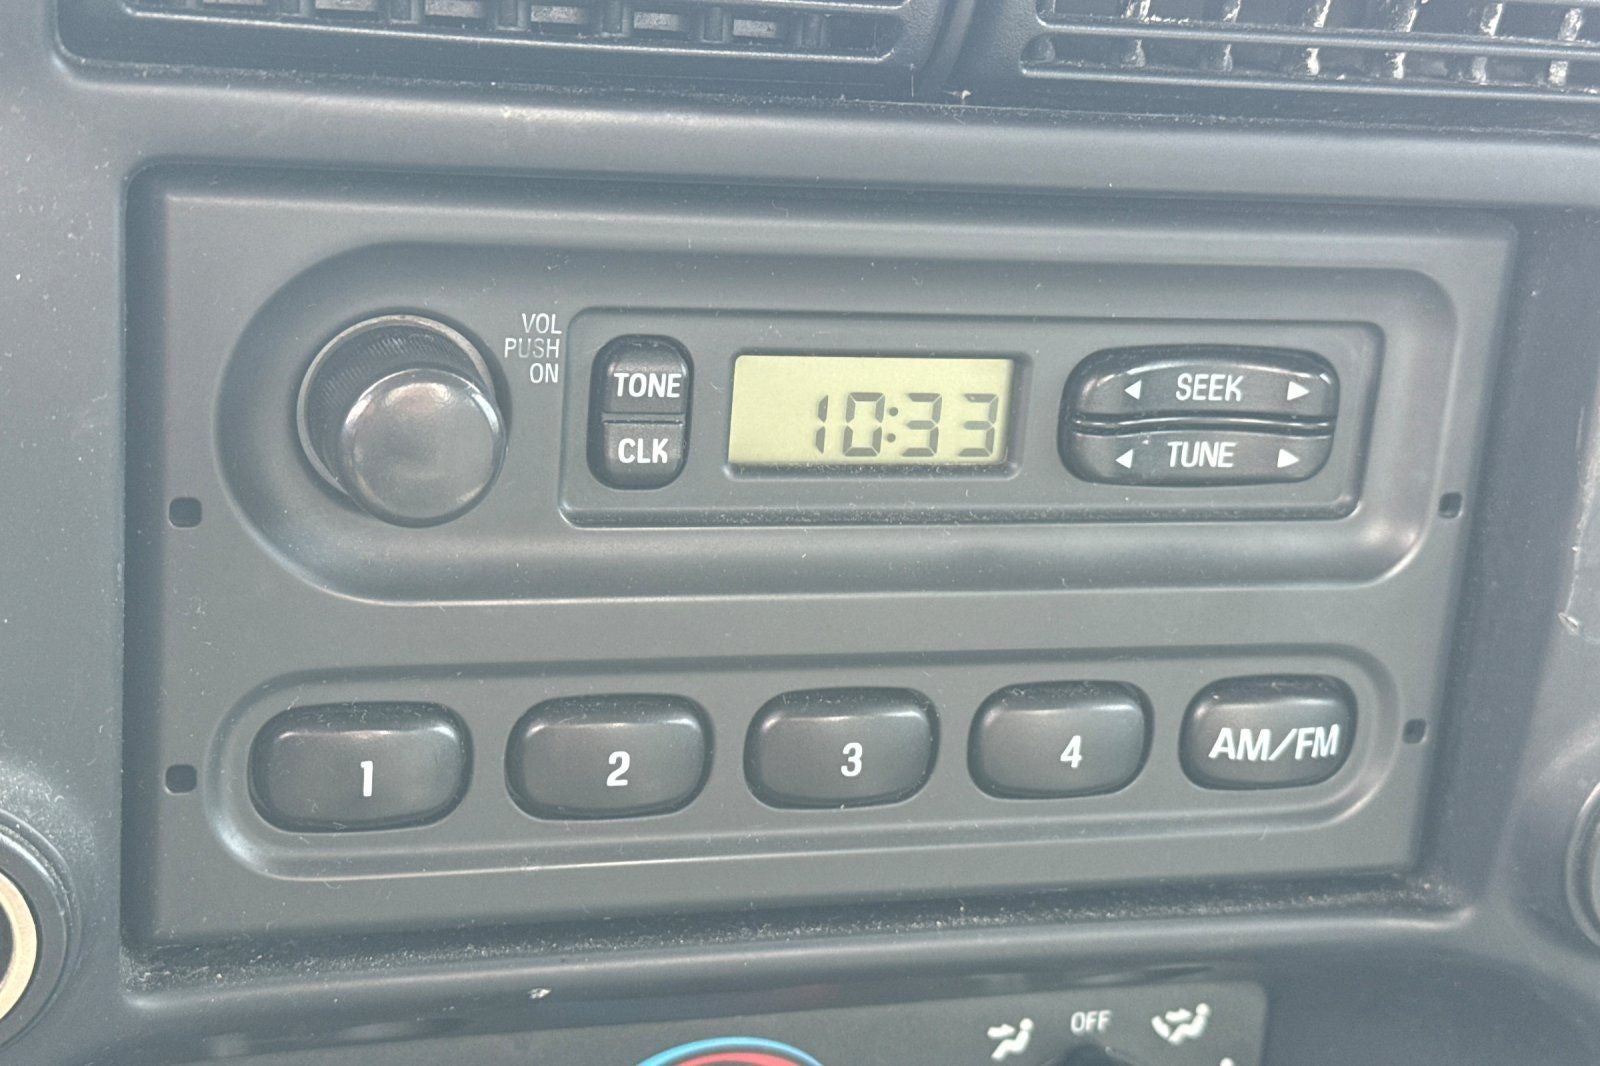 VOL
PUSH
ON
TONE
CLK
10:33
SEEK
TUNE
1
2
3
4
AM/FM
OFF